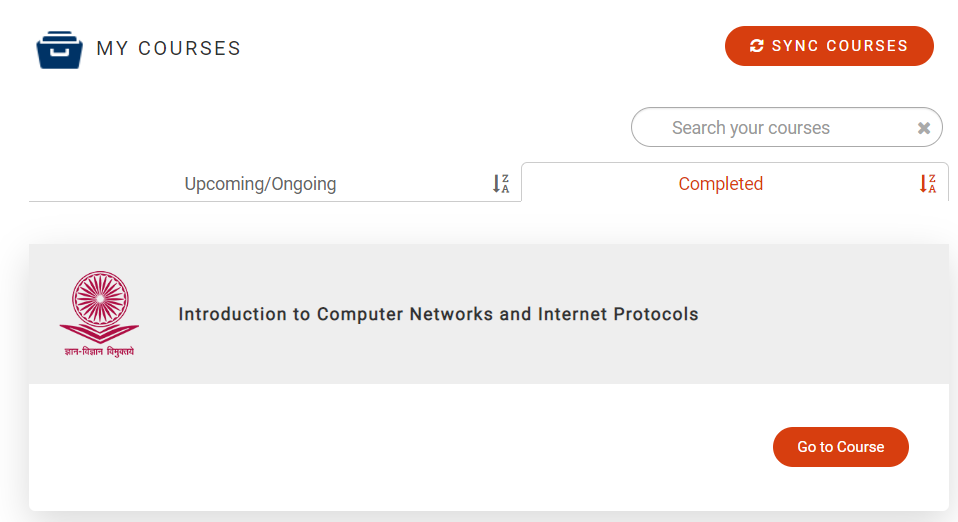 MY COURSES
SYNC COURSES
Search your courses
Upcoming/Ongoing
Z
A
Completed
Z
A
Introduction to Computer Networks and Internet Protocols
ज्ञान-विज्ञान विमुक्तये
Go to Course